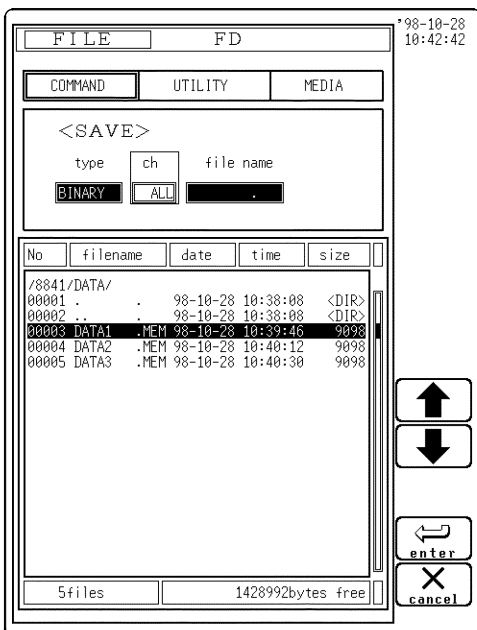 '98-10-28
10:42:42
FILE FD
COMMAND UTILITY MEDIA
<SAVE>
type ch file name
BINARY ALL .
No filename date time size
/8841/DATA/
00001 . . 98-10-28 10:38:08 <DIR>
00002 .. . 98-10-28 10:38:08 <DIR>
00003 DATA1 .MEM 98-10-28 10:39:46 9098
00004 DATA2 .MEM 98-10-28 10:40:12 9098
00005 DATA3 .MEM 98-10-28 10:40:30 9098
enter
5files 1428992bytes free
cancel